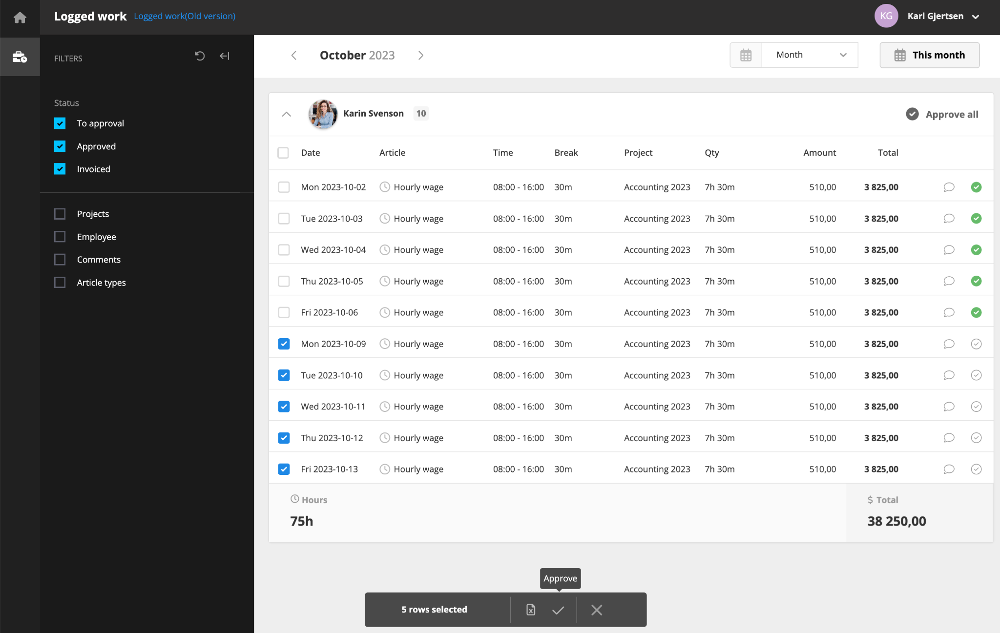 Logged work Logged work(Old version)
KG Karl Gjertsen
FILTERS
Status
To approval
Approved
Invoiced
Projects
Employee
Comments
Article types
October 2023
Month
This month
Karin Svenson 10
Approve all
Date Article Time Break Project Qty Amount Total
Mon 2023-10-02 Hourly wage 08:00 - 16:00 30m Accounting 2023 7h 30m 510,00 3 825,00
Tue 2023-10-03 Hourly wage 08:00 - 16:00 30m Accounting 2023 7h 30m 510,00 3 825,00
Wed 2023-10-04 Hourly wage 08:00 - 16:00 30m Accounting 2023 7h 30m 510,00 3 825,00
Thu 2023-10-05 Hourly wage 08:00 - 16:00 30m Accounting 2023 7h 30m 510,00 3 825,00
Fri 2023-10-06 Hourly wage 08:00 - 16:00 30m Accounting 2023 7h 30m 510,00 3 825,00
Mon 2023-10-09 Hourly wage 08:00 - 16:00 30m Accounting 2023 7h 30m 510,00 3 825,00
Tue 2023-10-10 Hourly wage 08:00 - 16:00 30m Accounting 2023 7h 30m 510,00 3 825,00
Wed 2023-10-11 Hourly wage 08:00 - 16:00 30m Accounting 2023 7h 30m 510,00 3 825,00
Thu 2023-10-12 Hourly wage 08:00 - 16:00 30m Accounting 2023 7h 30m 510,00 3 825,00
Fri 2023-10-13 Hourly wage 08:00 - 16:00 30m Accounting 2023 7h 30m 510,00 3 825,00
Hours
75h
$ Total
38 250,00
Approve
5 rows selected